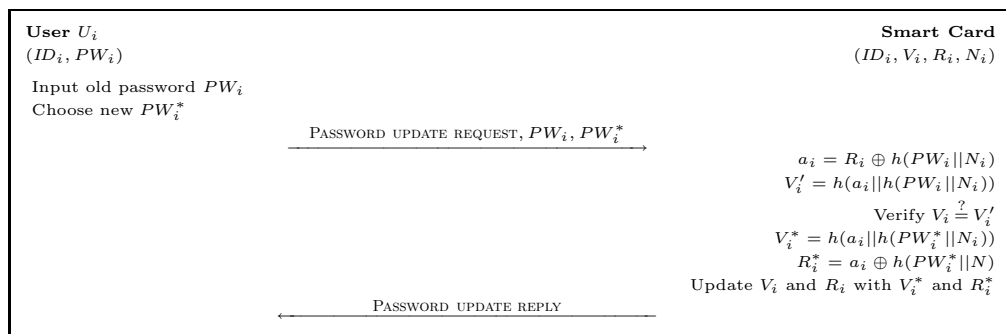 User U_i
Smart Card
(ID_i, PW_i)
(ID_i, V_i, R_i, N_i)
Input old password PW_i
Choose new PW_i^*
PASSWORD UPDATE REQUEST, PW_i, PW_i^*
a_i = R_i ⊕ h(PW_i||N_i)
V_i′ = h(a_i||h(PW_i||N_i))
Verify V_i ≟ V_i′
V_i^* = h(a_i||h(PW_i^*||N_i))
R_i^* = a_i ⊕ h(PW_i^*||N)
Update V_i and R_i with V_i^* and R_i^*
PASSWORD UPDATE REPLY